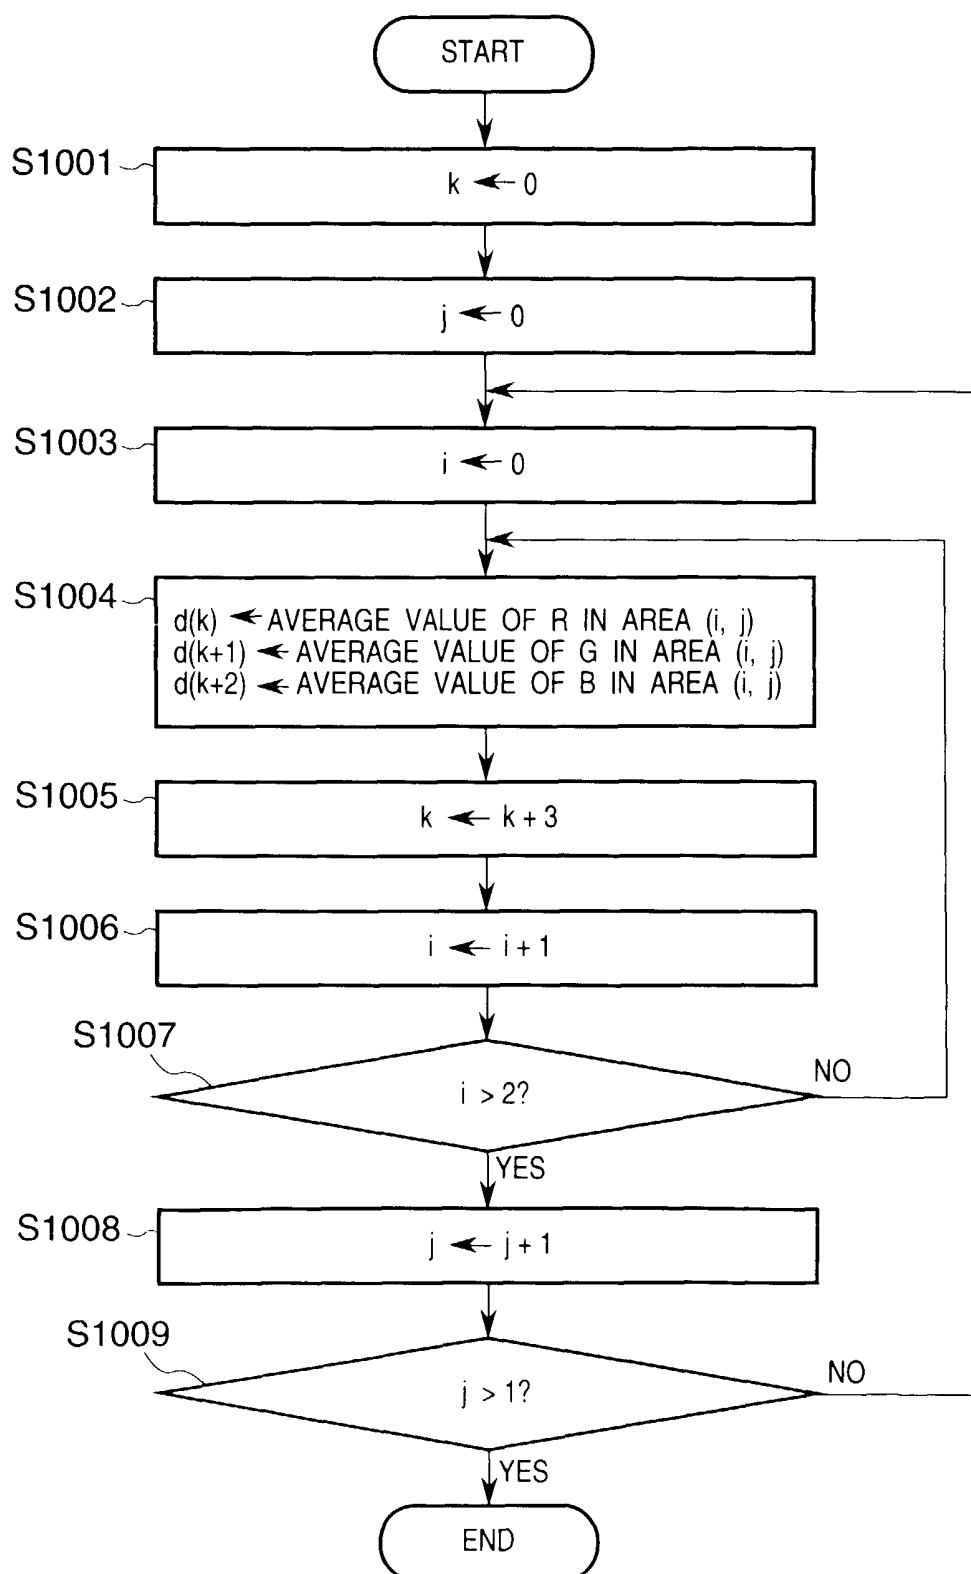 START
S1001
k ← 0
S1002
j ← 0
S1003
i ← 0
S1004
d(k) ← AVERAGE VALUE OF R IN AREA (i, j)
d(k+1) ← AVERAGE VALUE OF G IN AREA (i, j)
d(k+2) ← AVERAGE VALUE OF B IN AREA (i, j)
S1005
k ← k + 3
S1006
i ← i + 1
S1007
i > 2?
NO
YES
S1008
j ← j + 1
S1009
j > 1?
NO
YES
END